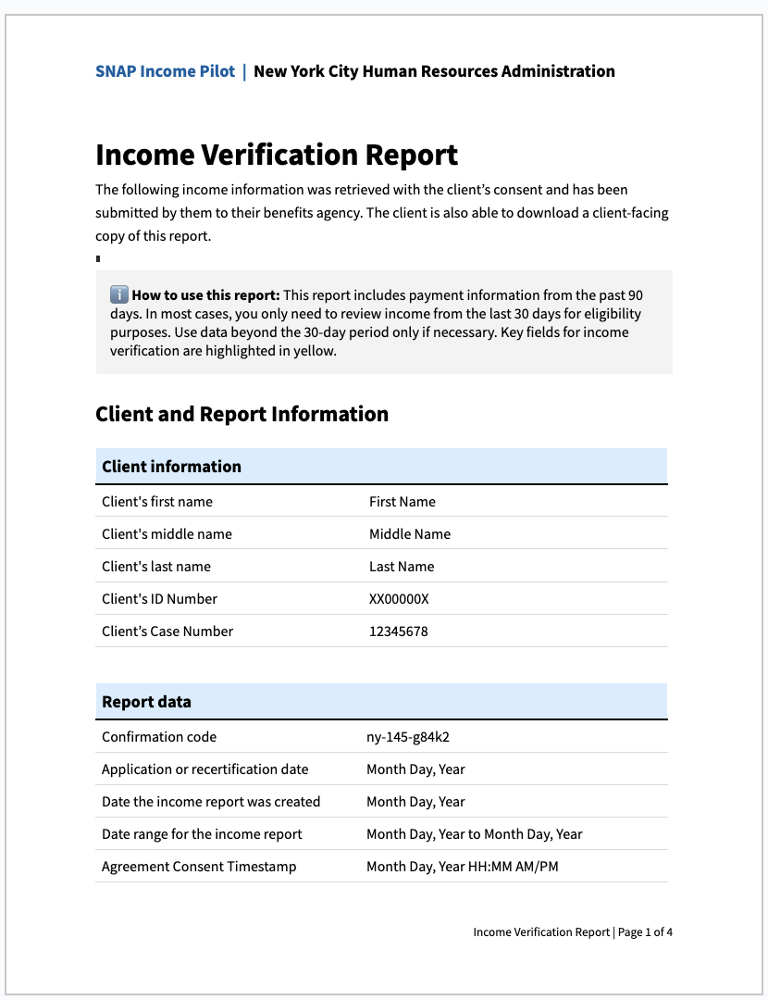 SNAP Income Pilot | New York City Human Resources Administration
Income Verification Report
The following income information was retrieved with the client’s consent and has been
submitted by them to their benefits agency. The client is also able to download a client-facing
copy of this report.
How to use this report: This report includes payment information from the past 90
days. In most cases, you only need to review income from the last 30 days for eligibility
purposes. Use data beyond the 30-day period only if necessary. Key fields for income
verification are highlighted in yellow.
Client and Report Information
Client information
Client's first name First Name
Client's middle name Middle Name
Client's last name Last Name
Client's ID Number XX00000X
Client’s Case Number 12345678
Report data
Confirmation code ny-145-g84k2
Application or recertification date Month Day, Year
Date the income report was created Month Day, Year
Date range for the income report Month Day, Year to Month Day, Year
Agreement Consent Timestamp Month Day, Year HH:MM AM/PM
Income Verification Report | Page 1 of 4